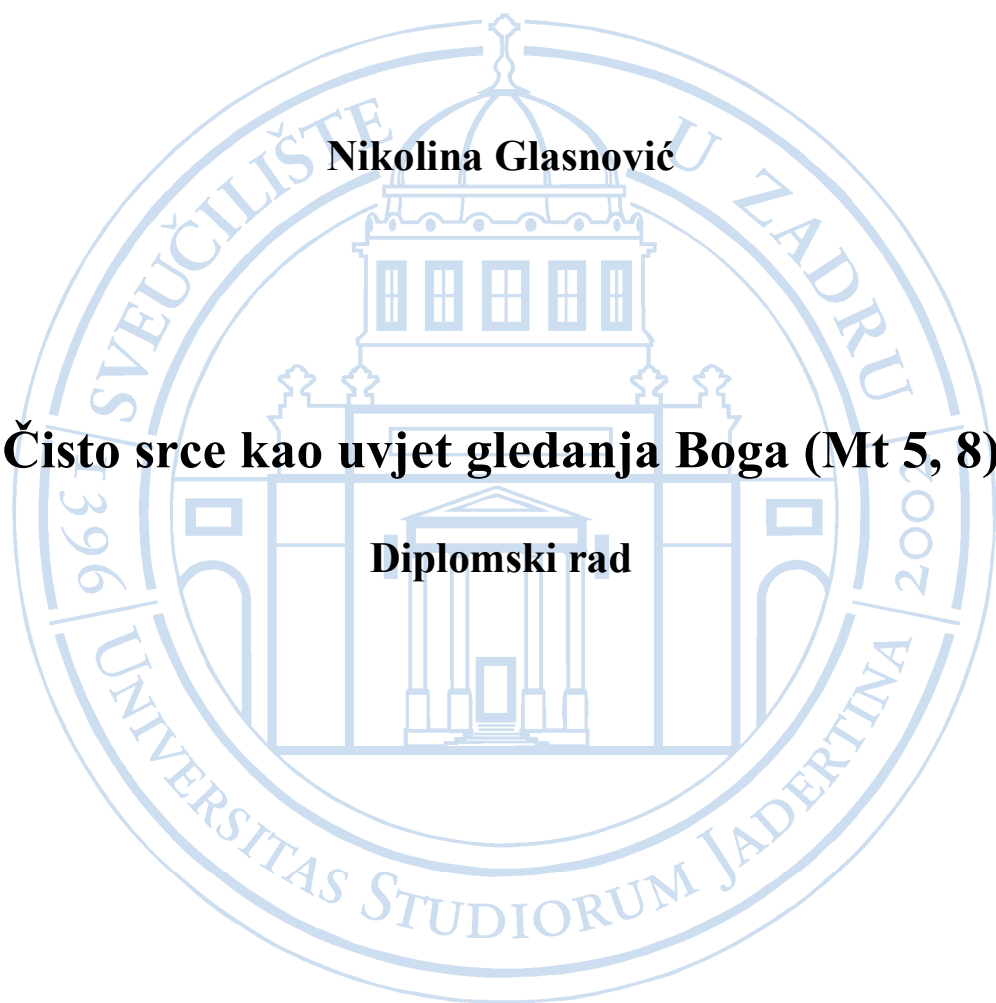 Nikolina Glasnović
Čisto srce kao uvjet gledanja Boga (Mt 5, 8)
Diplomski rad
SVEUČILIŠTE U ZADRU
1396
2002
UNIVERSITAS STUDIORUM JADERTINA